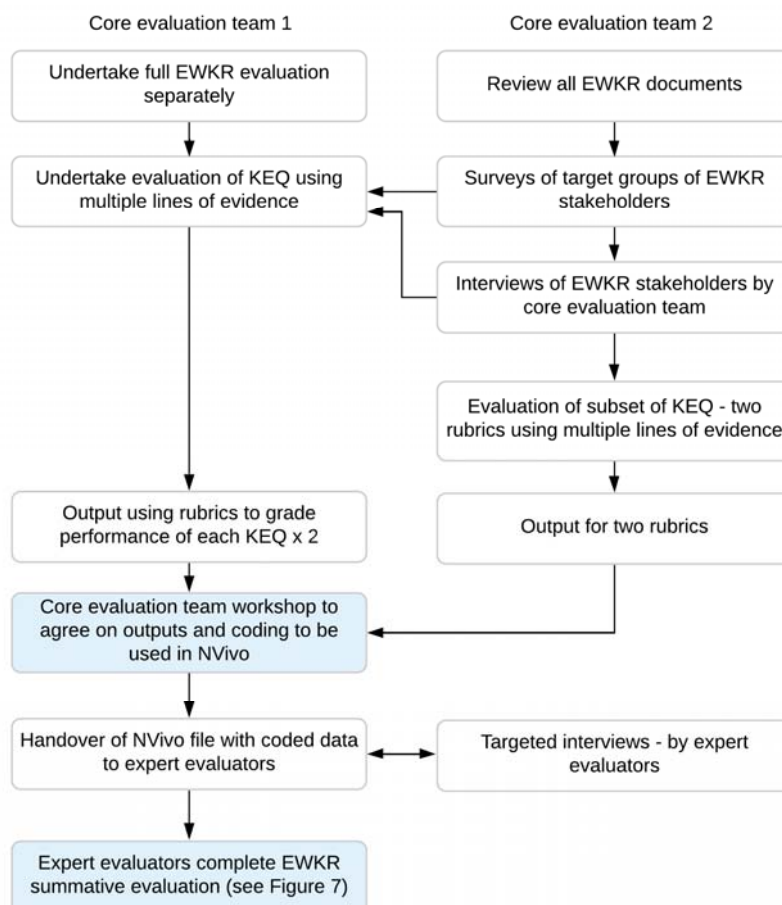 Core evaluation team 1
Core evaluation team 2
Undertake full EWKR evaluation
separately
Review all EWKR documents
Undertake evaluation of KEQ using
multiple lines of evidence
Surveys of target groups of EWKR
stakeholders
Interviews of EWKR stakeholders by
core evaluation team
Evaluation of subset of KEQ - two
rubrics using multiple lines of evidence
Output using rubrics to grade
performance of each KEQ x 2
Output for two rubrics
Core evaluation team workshop to
agree on outputs and coding to be
used in NVivo
Handover of NVivo file with coded data
to expert evaluators
Targeted interviews - by expert
evaluators
Expert evaluators complete EWKR
summative evaluation (see Figure 7)